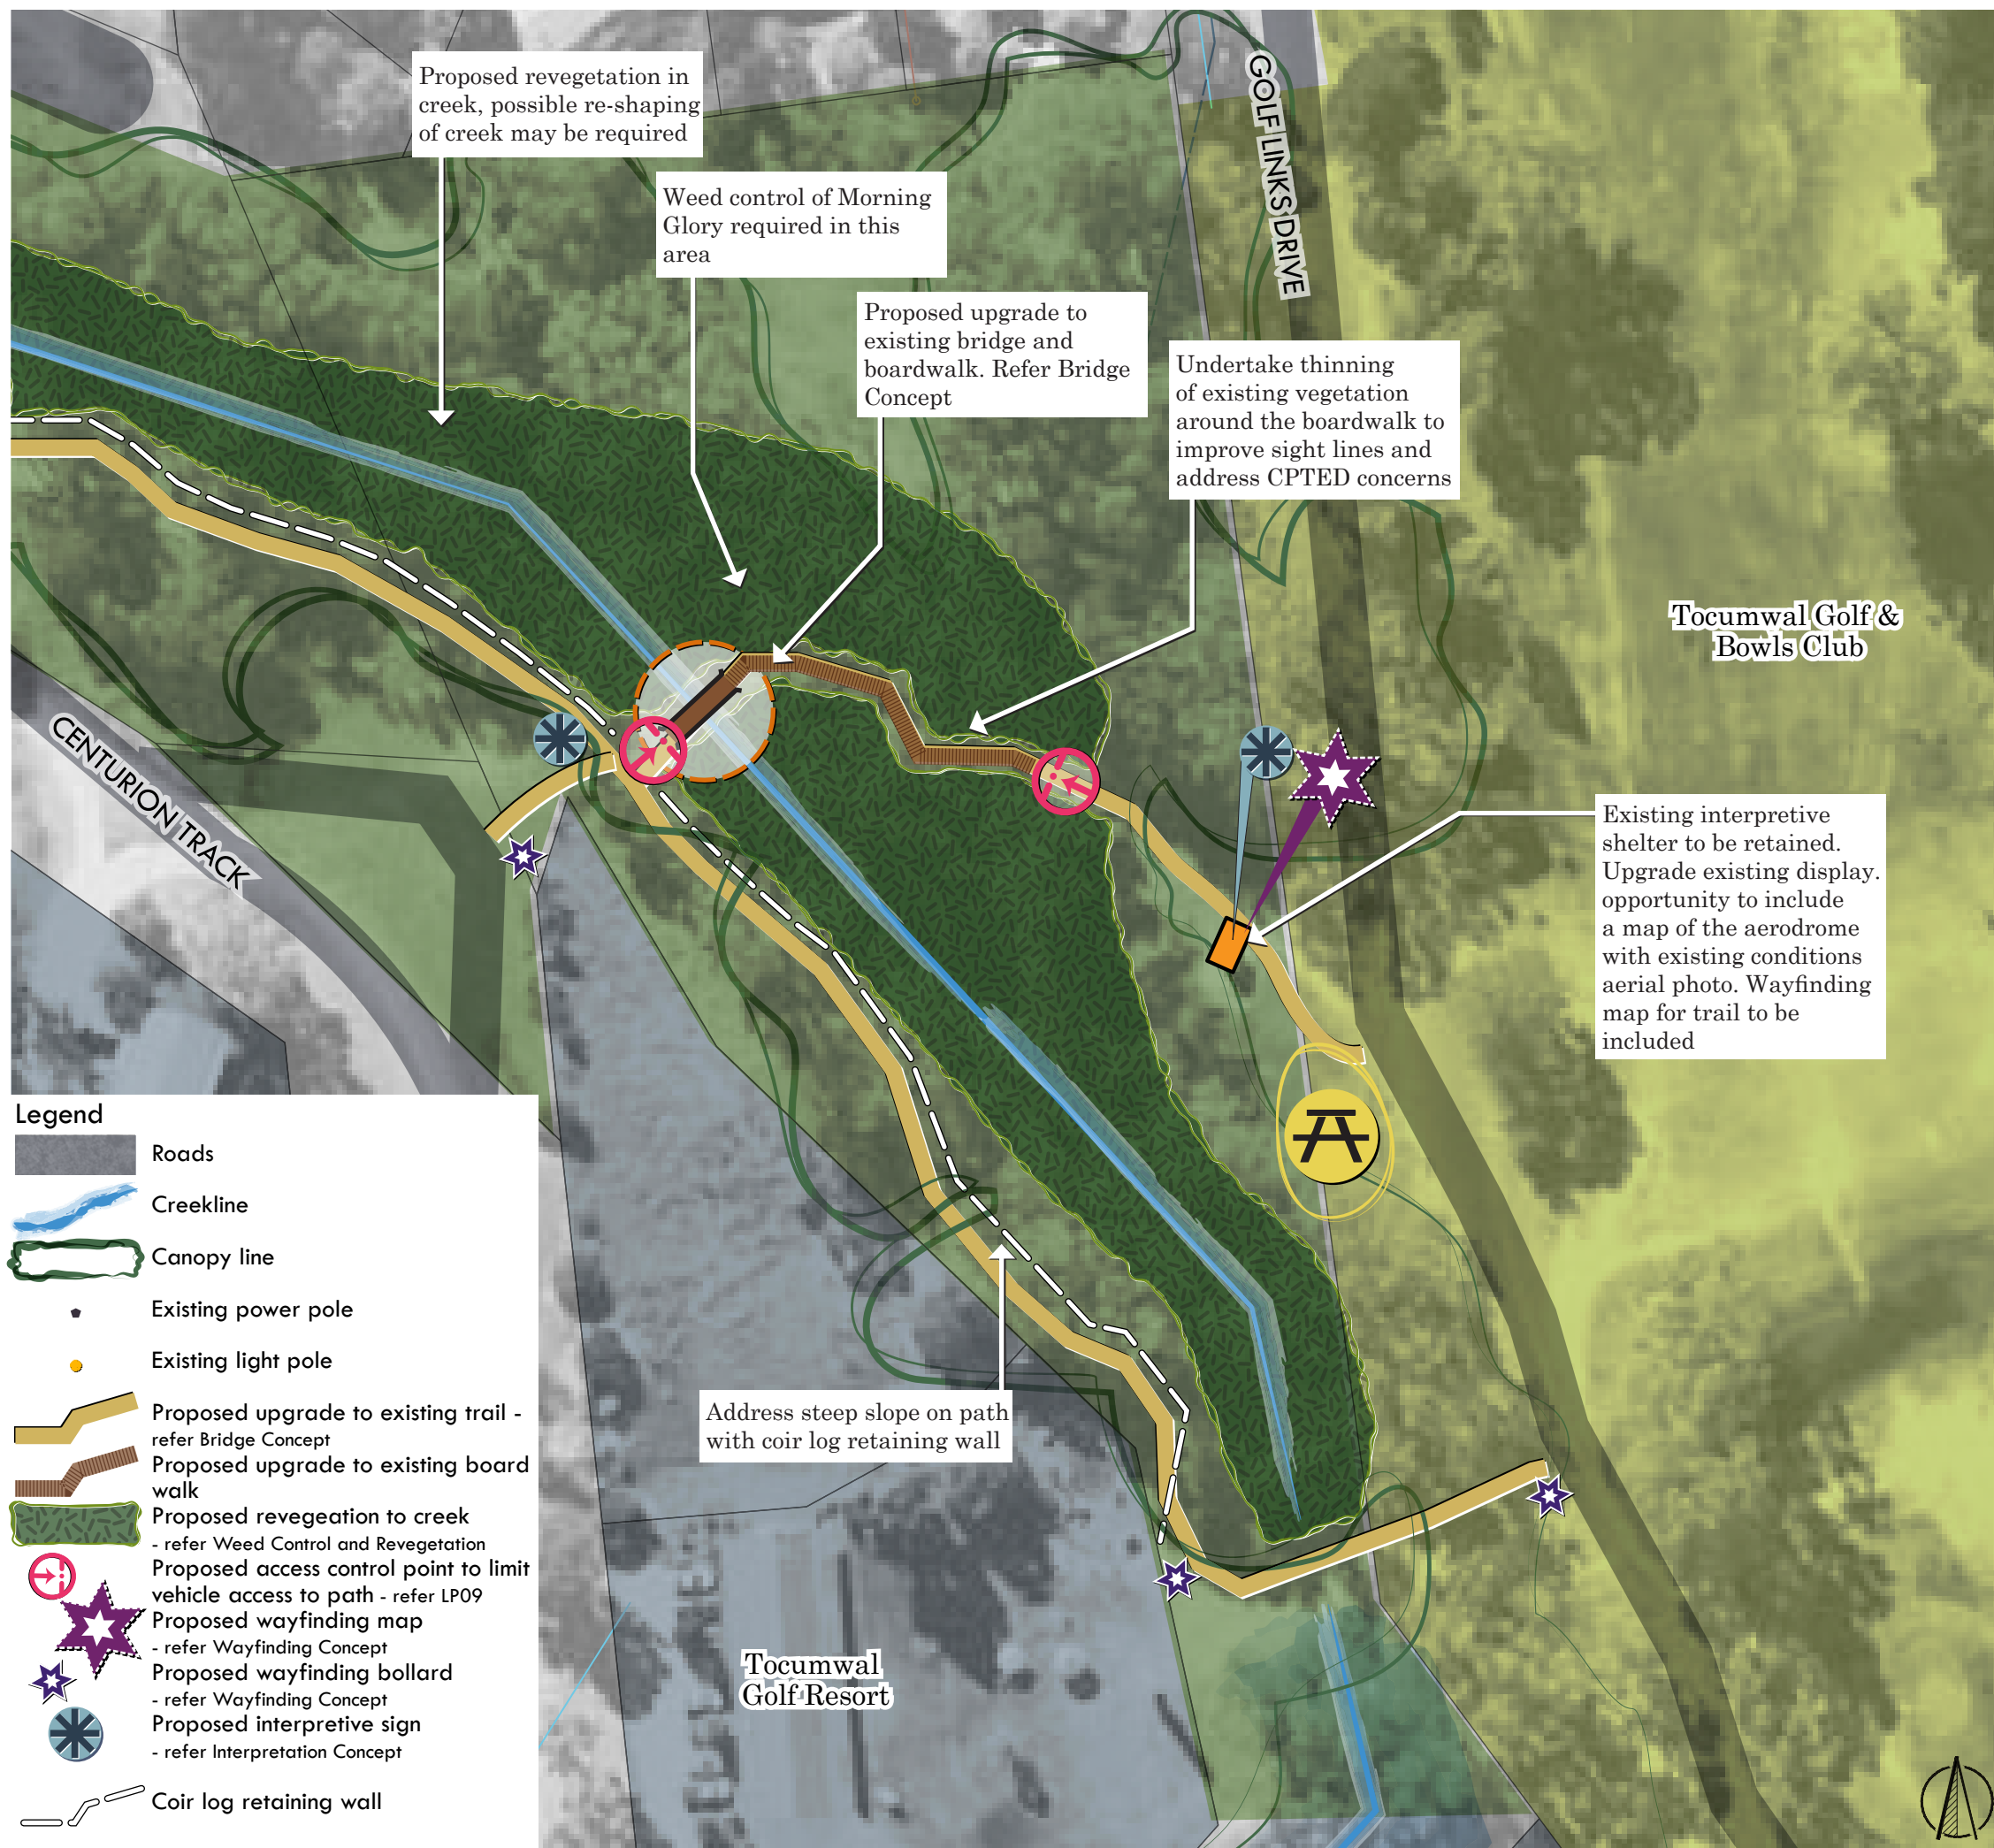 Proposed revegetation in
creek, possible re-shaping
of creek may be required
Weed control of Morning
Glory required in this
area
Proposed upgrade to
existing bridge and
boardwalk. Refer Bridge
Concept
GOLF LINKS DRIVE
Undertake thinning
of existing vegetation
around the boardwalk to
improve sight lines and
address CPTED concerns
Tocumwal Golf &
Bowls Club
CENTURION TRACK
Existing interpretive
shelter to be retained.
Upgrade existing display.
opportunity to include
a map of the aerodrome
with existing conditions
aerial photo. Wayfinding
map for trail to be
included
Address steep slope on path
with coir log retaining wall
Tocumwal
Golf Resort
Legend
Roads
Creekline
Canopy line
Existing power pole
Existing light pole
Proposed upgrade to existing trail -
refer Bridge Concept
Proposed upgrade to existing board
walk
Proposed revegeation to creek
- refer Weed Control and Revegetation
Proposed access control point to limit
vehicle access to path - refer LP09
Proposed wayfinding map
- refer Wayfinding Concept
Proposed wayfinding bollard
- refer Wayfinding Concept
Proposed interpretive sign
- refer Interpretation Concept
Coir log retaining wall